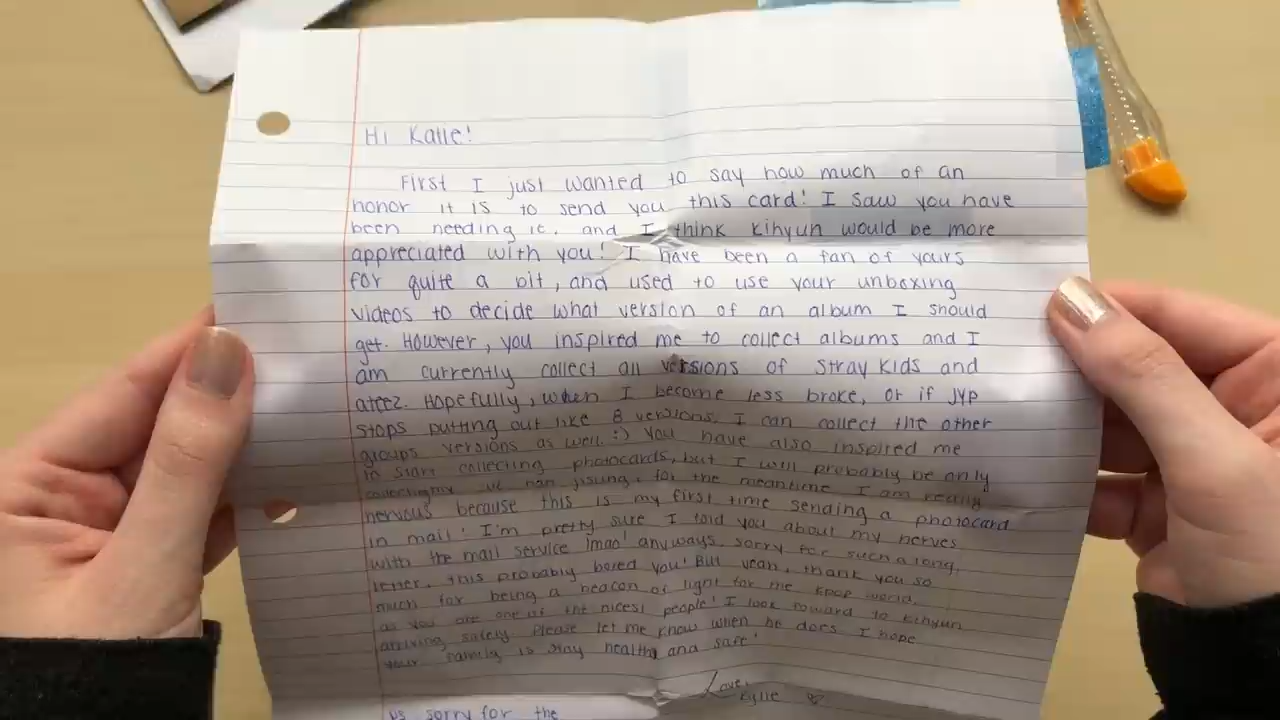 Hi Katie!
First I just wanted to say how much of an
honor it is to send you this card! I saw you have
been needing it, and I think Kihyun would be more
appreciated with you! I have been a fan of yours
for quite a bit, and used to use your unboxing
videos to decide what version of an album I should
get. However, you inspired me to collect albums and I
am currently collect all versions of Stray Kids and
ateez. Hopefully, when I become less broke, or if JYP
stops putting out like 8 versions, I can collect the other
groups versions as well. :) You have also inspired me
to start collecting photocards, but I will probably be only
collecting my han jisung, for the meantime. I am really
nervous because this is my first time sending a photocard
in mail! I'm pretty sure I told you about my nerves
with the mail service lmao! anyways, sorry for such a long
letter, this probably bored you! But yeah, thank you so
much for being a beacon of light for me kpop world,
as you are one of the nicest people! I look foward to Kihyun
arriving safely. Please let me know when he does. I hope
your family is stay healthy and safe!
Love,
Kylie ♡
ps sorry for the